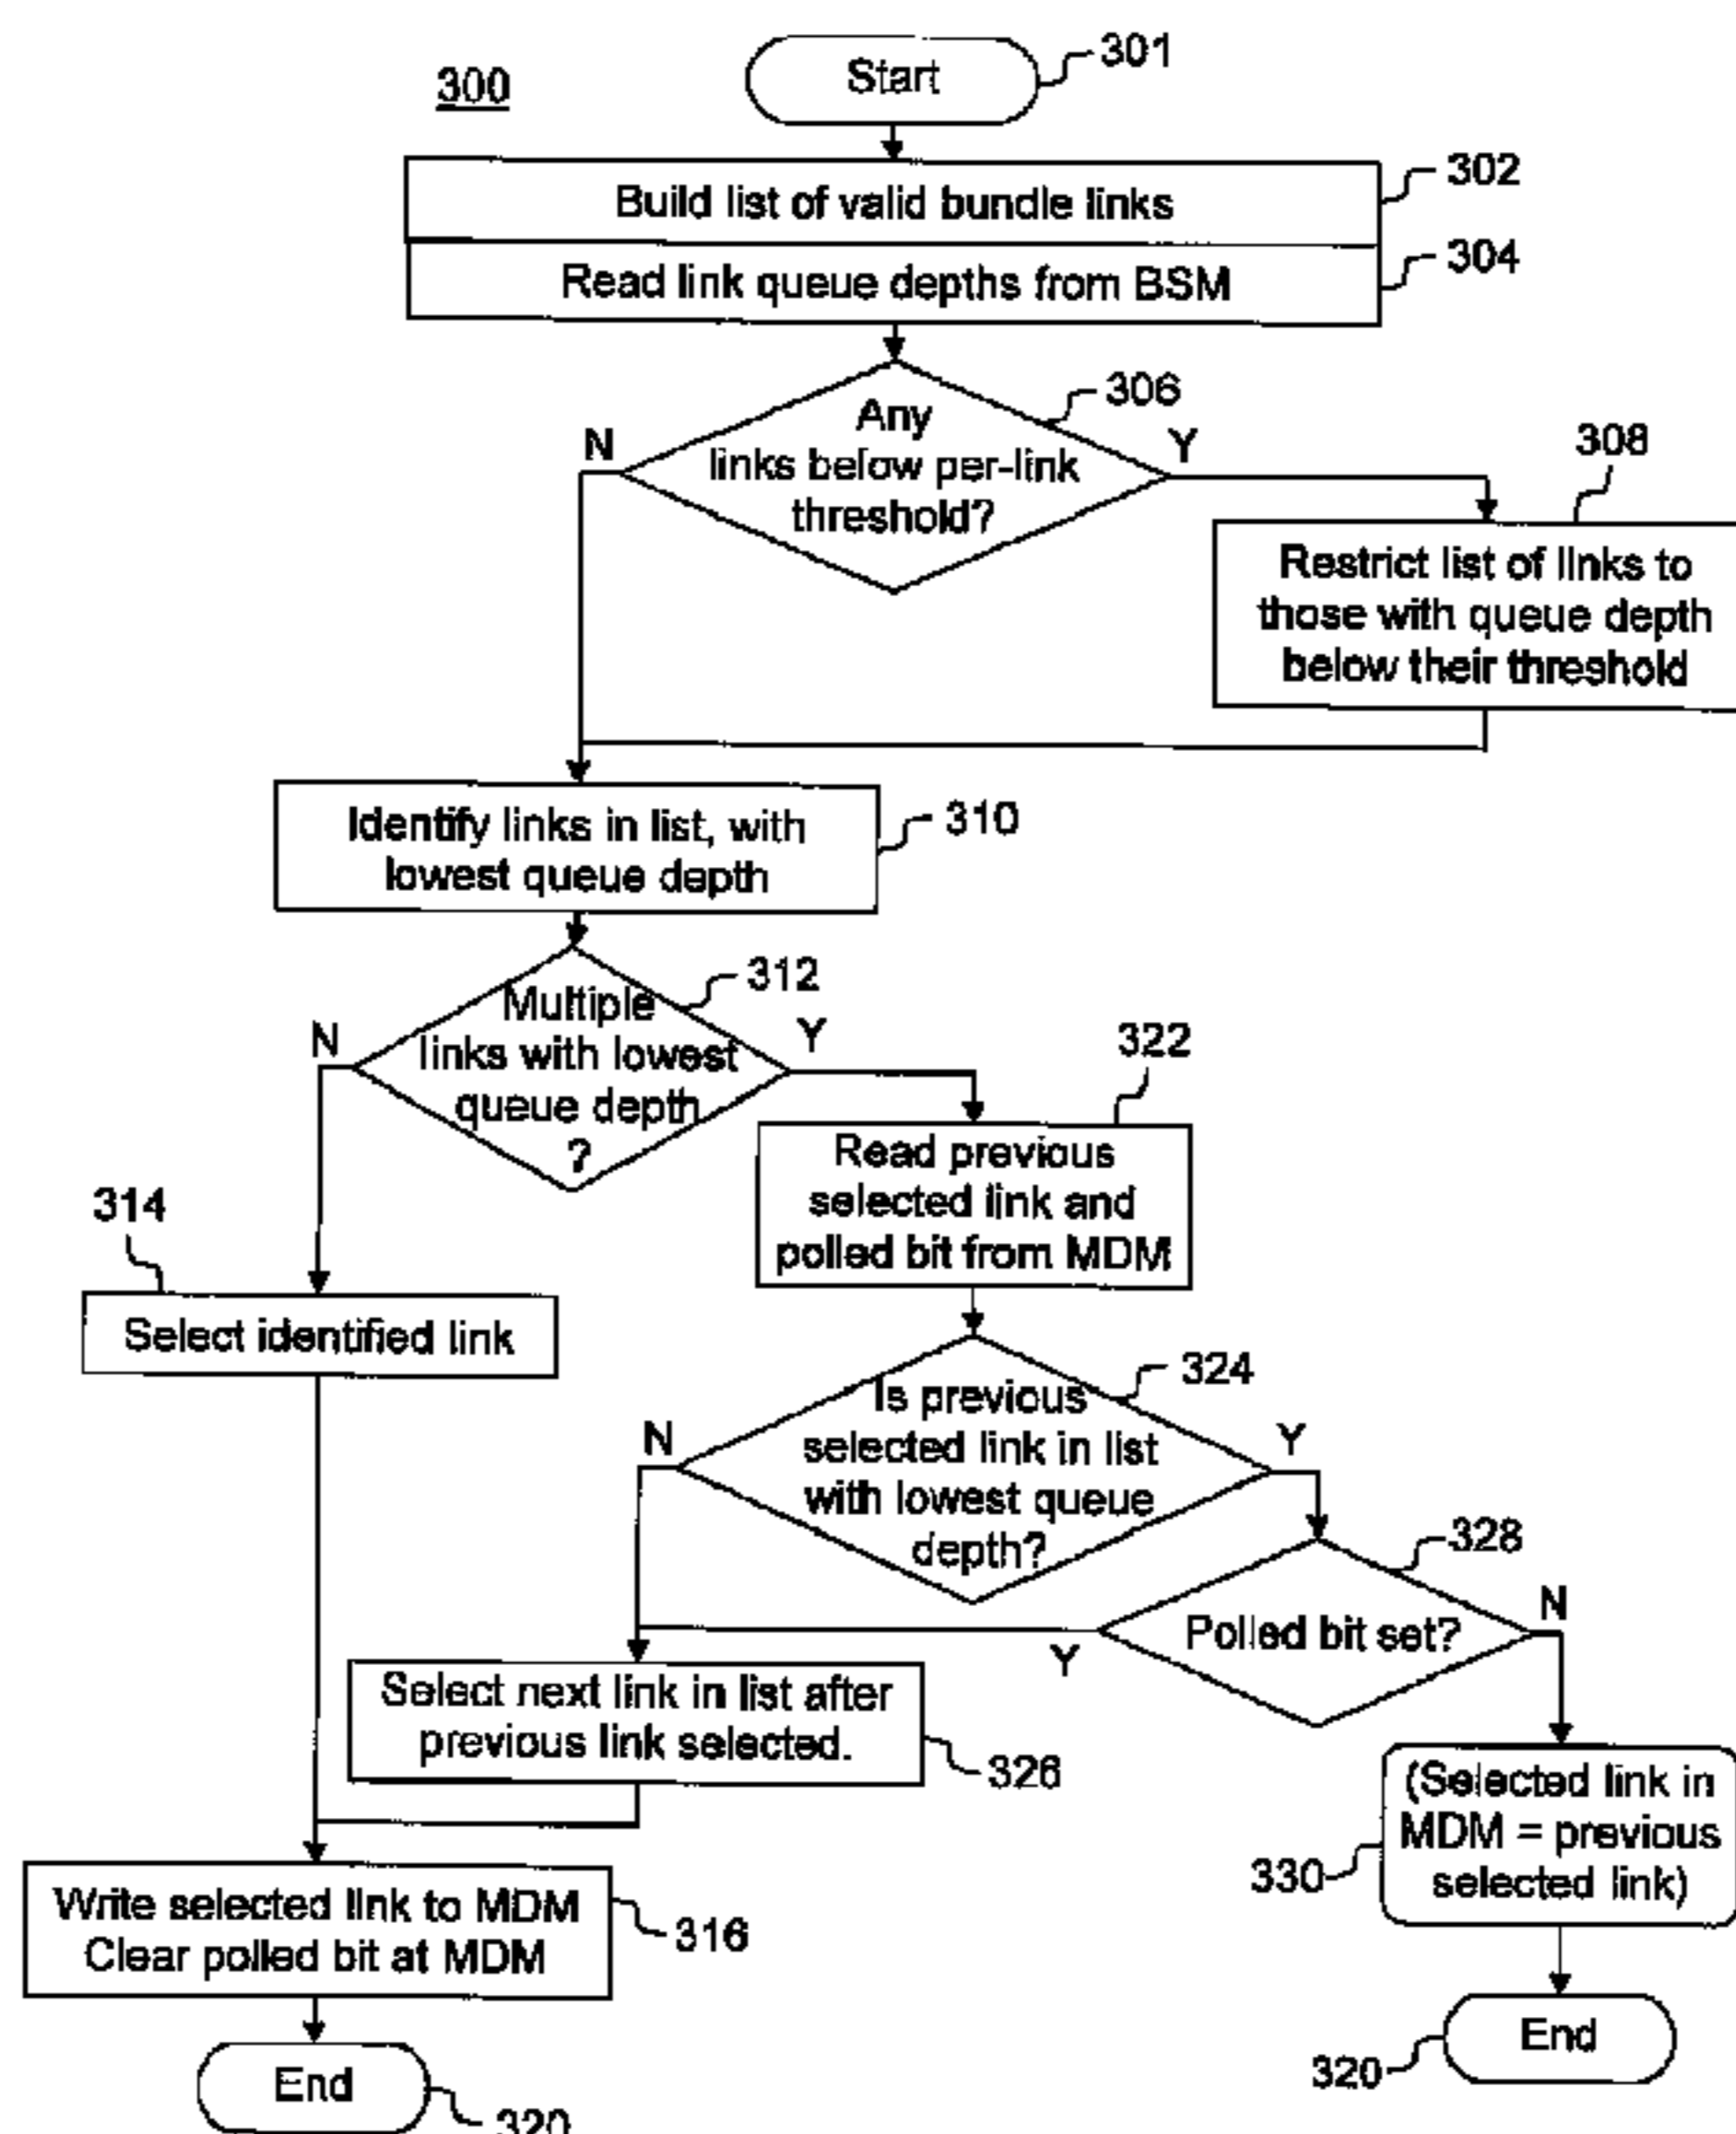 300
Start
301
Build list of valid bundle links
302
Read link queue depths from BSM
304
Any
links below per-link
threshold?
306
N
Y
308
Restrict list of links to
those with queue depth
below their threshold
Identify links in list, with
lowest queue depth
310
Multiple
links with lowest
queue depth
?
312
N
Y
322
Read previous
selected link and
polled bit from MDM
314
Select identified link
Is previous
selected link in list
with lowest queue
depth?
324
N
Y
328
Polled bit set?
N
Y
Select next link in list after
previous link selected.
326
(Selected link in
MDM = previous
selected link)
330
Write selected link to MDM
Clear polled bit at MDM
316
End
320
End
320